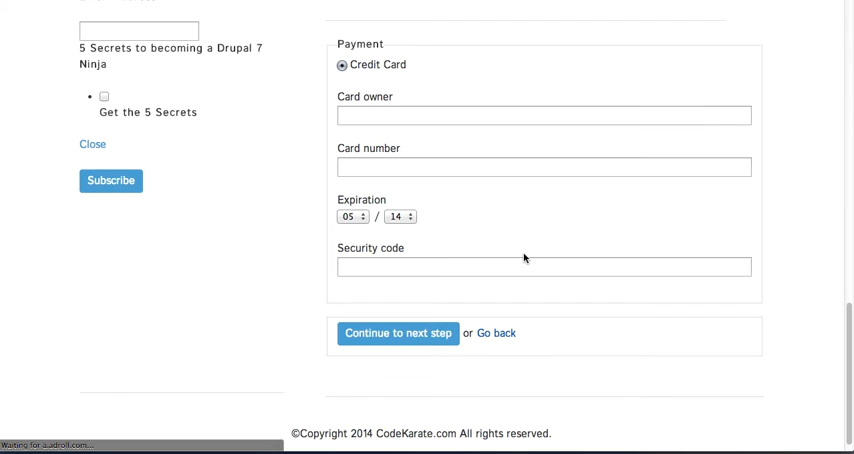 5 Secrets to becoming a Drupal 7
Ninja
Get the 5 Secrets
Close
Subscribe
Payment
Credit Card
Card owner
Card number
Expiration
05 / 14
Security code
Continue to next step or Go back
©Copyright 2014 CodeKarate.com All rights reserved.
Waiting for a.adroll.com...